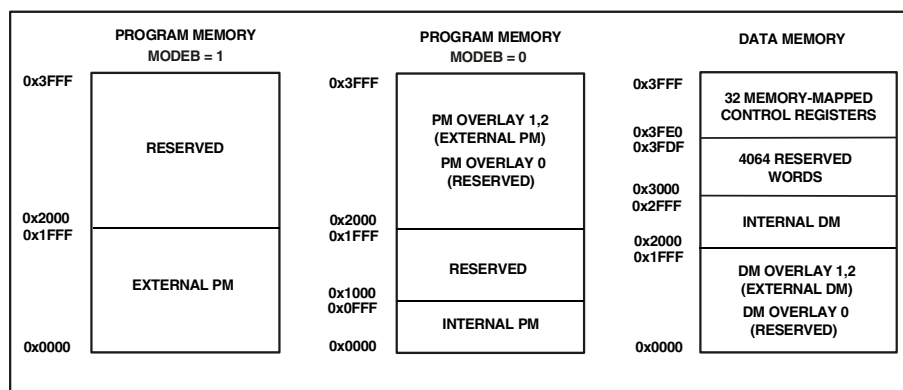 PROGRAM MEMORY
MODEB = 1
0x3FFF
RESERVED
0x2000
0x1FFF
EXTERNAL PM
0x0000
PROGRAM MEMORY
MODEB = 0
0x3FFF
PM OVERLAY 1,2
(EXTERNAL PM)
PM OVERLAY 0
(RESERVED)
0x2000
0x1FFF
RESERVED
0x1000
0x0FFF
INTERNAL PM
0x0000
DATA MEMORY
0x3FFF
32 MEMORY-MAPPED
CONTROL REGISTERS
0x3FE0
0x3FDF
4064 RESERVED
WORDS
0x3000
0x2FFF
INTERNAL DM
0x2000
0x1FFF
DM OVERLAY 1,2
(EXTERNAL DM)
DM OVERLAY 0
(RESERVED)
0x0000